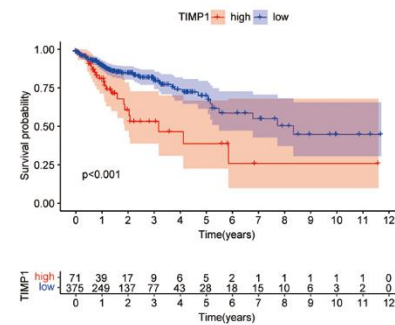 TIMP1 high low
1.00
0.75
0.50
0.25
0.00
Survival probability
p<0.001
0 1 2 3 4 5 6 7 8 9 10 11 12
Time(years)
TIMP1
high 71 39 17 9 6 5 2 1 1 1 1 1 0
low 375 249 137 77 43 28 18 15 10 6 3 2 0
0 1 2 3 4 5 6 7 8 9 10 11 12
Time(years)